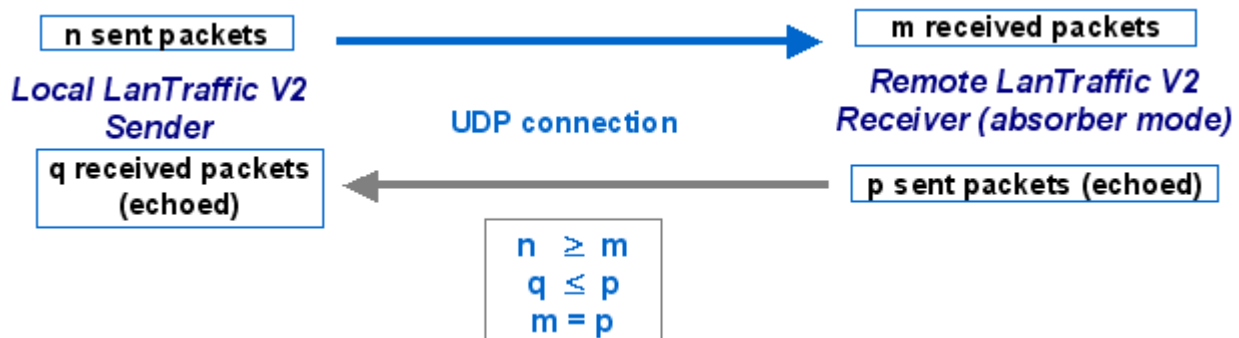 n sent packets
m received packets
Local LanTraffic V2
Sender
Remote LanTraffic V2
Receiver (absorber mode)
UDP connection
q received packets
(echoed)
p sent packets (echoed)
n ≥ m
q ≤ p
m = p